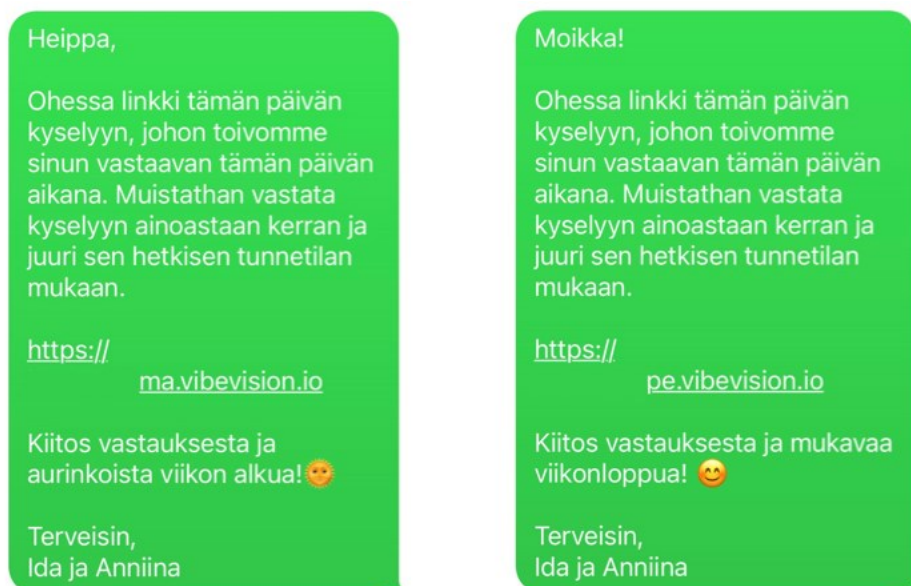 Heippa,
Ohessa linkki tämän päivän
kyselyyn, johon toivomme
sinun vastaavan tämän päivän
aikana. Muistathan vastata
kyselyyn ainoastaan kerran ja
juuri sen hetkisen tunnetilan
mukaan.
https://
ma.vibevision.io
Kiitos vastauksesta ja
aurinkoista viikon alkua!🌞
Terveisin,
Ida ja Anniina
Moikka!
Ohessa linkki tämän päivän
kyselyyn, johon toivomme
sinun vastaavan tämän päivän
aikana. Muistathan vastata
kyselyyn ainoastaan kerran ja
juuri sen hetkisen tunnetilan
mukaan.
https://
pe.vibevision.io
Kiitos vastauksesta ja mukavaa
viikonloppua! 😊
Terveisin,
Ida ja Anniina